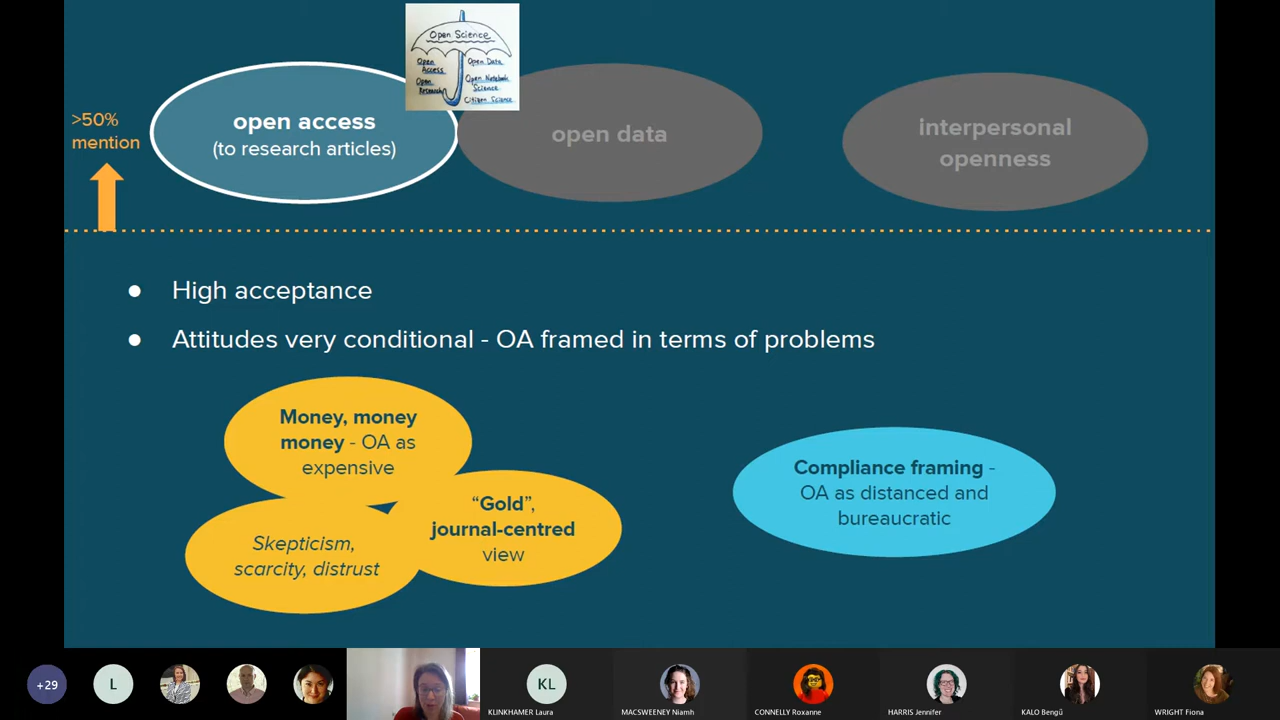 Open Science
Open
Access
Open
Research
Open Data
Open Notebook
Science
Citizen Science
>50%
mention
open access
(to research articles)
open data
interpersonal
openness
● High acceptance
● Attitudes very conditional - OA framed in terms of problems
Money, money
money - OA as
expensive
"Gold",
journal-centred
view
Skepticism,
scarcity, distrust
Compliance framing -
OA as distanced and
bureaucratic
+29
L
KL
KLINKHAMER Laura
MACSWEENEY Niamh
CONNELLY Roxanne
HARRIS Jennifer
KALO Bengü
WRIGHT Fiona